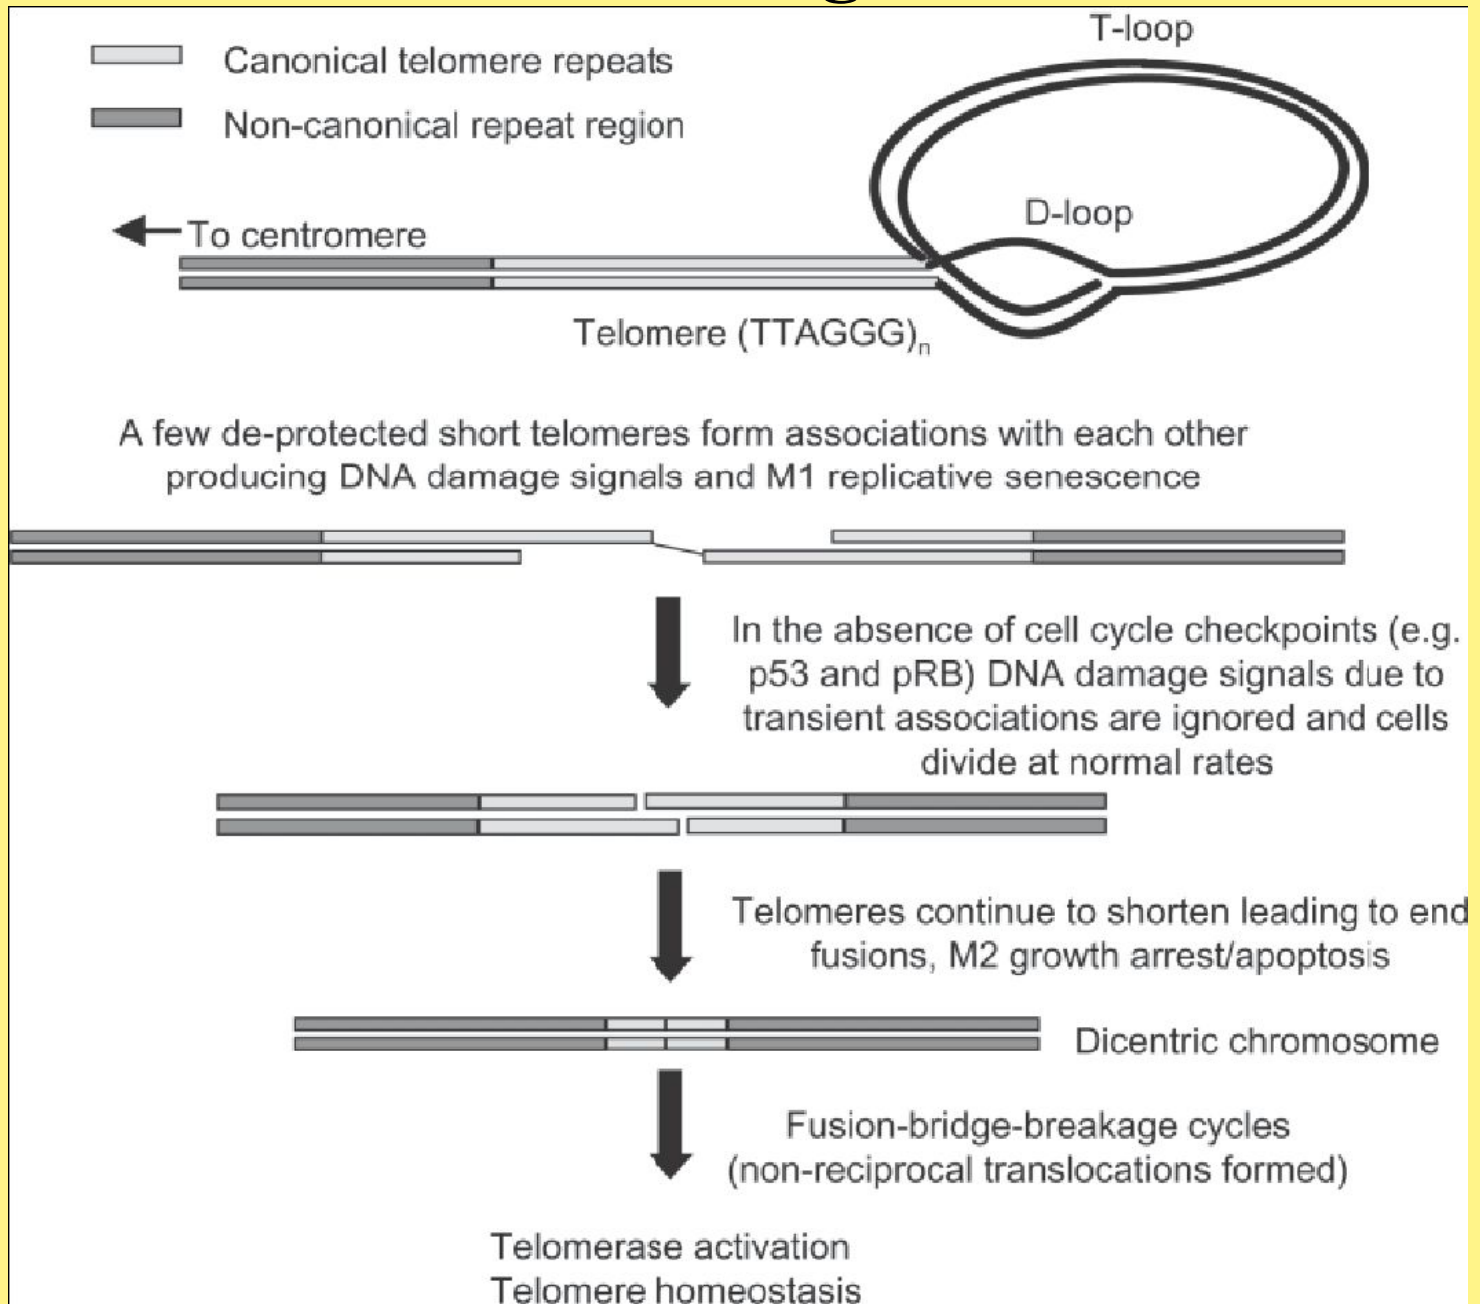 T-loop
Canonical telomere repeats
Non-canonical repeat region
D-loop
To centromere
Telomere (TTAGGG)n
A few de-protected short telomeres form associations with each other
producing DNA damage signals and M1 replicative senescence
In the absence of cell cycle checkpoints (e.g.
p53 and pRB) DNA damage signals due to
transient associations are ignored and cells
divide at normal rates
Telomeres continue to shorten leading to end
fusions, M2 growth arrest/apoptosis
Dicentric chromosome
Fusion-bridge-breakage cycles
(non-reciprocal translocations formed)
Telomerase activation
Telomere homeostasis